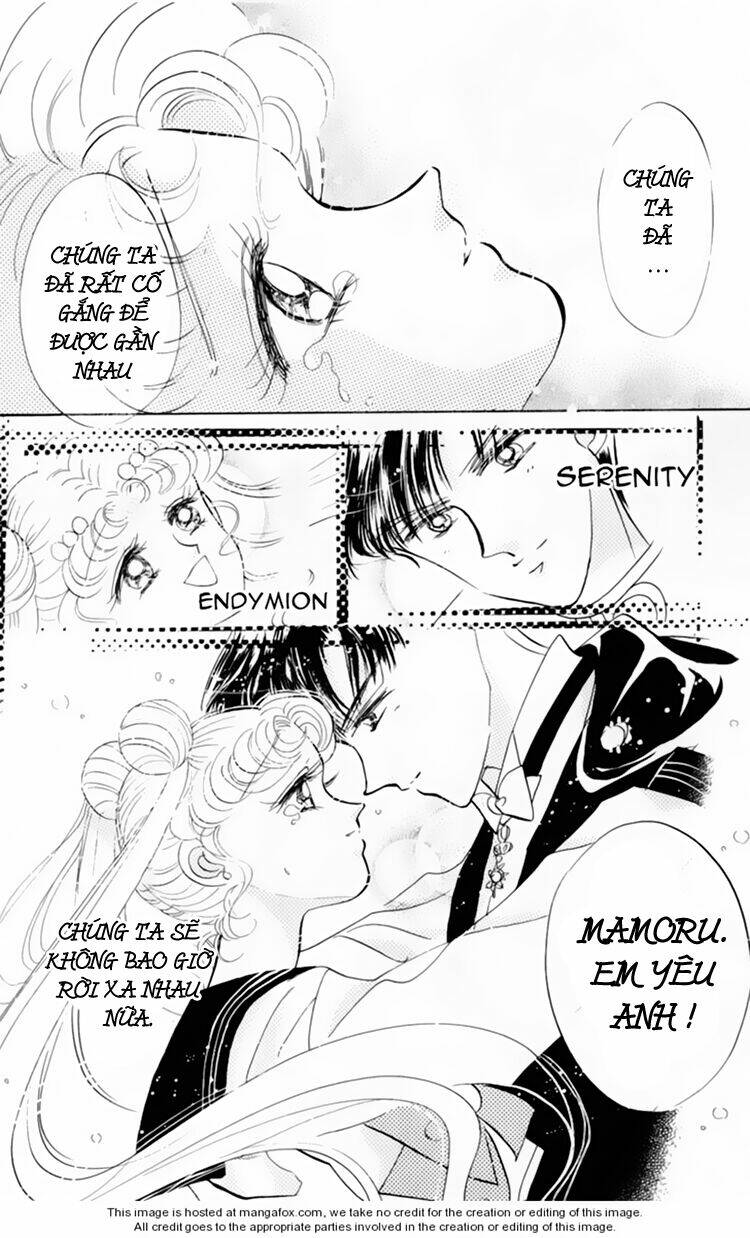 CHÚNG
TA
ĐÃ
...
CHÚNG TA
ĐÃ RẤT CỐ
GẮNG ĐỂ
ĐƯỢC GẦN
NHAU
ENDYMION
SERENITY
CHÚNG TA SẼ
KHÔNG BAO GIỜ
RỜI XA NHAU
NỮA.
MAMORU.
EM YÊU
ANH !
This image is hosted at mangafox.com, we take no credit for the creation or editing of this image.
All credit goes to the appropriate parties involved in the creation or editing of this image.